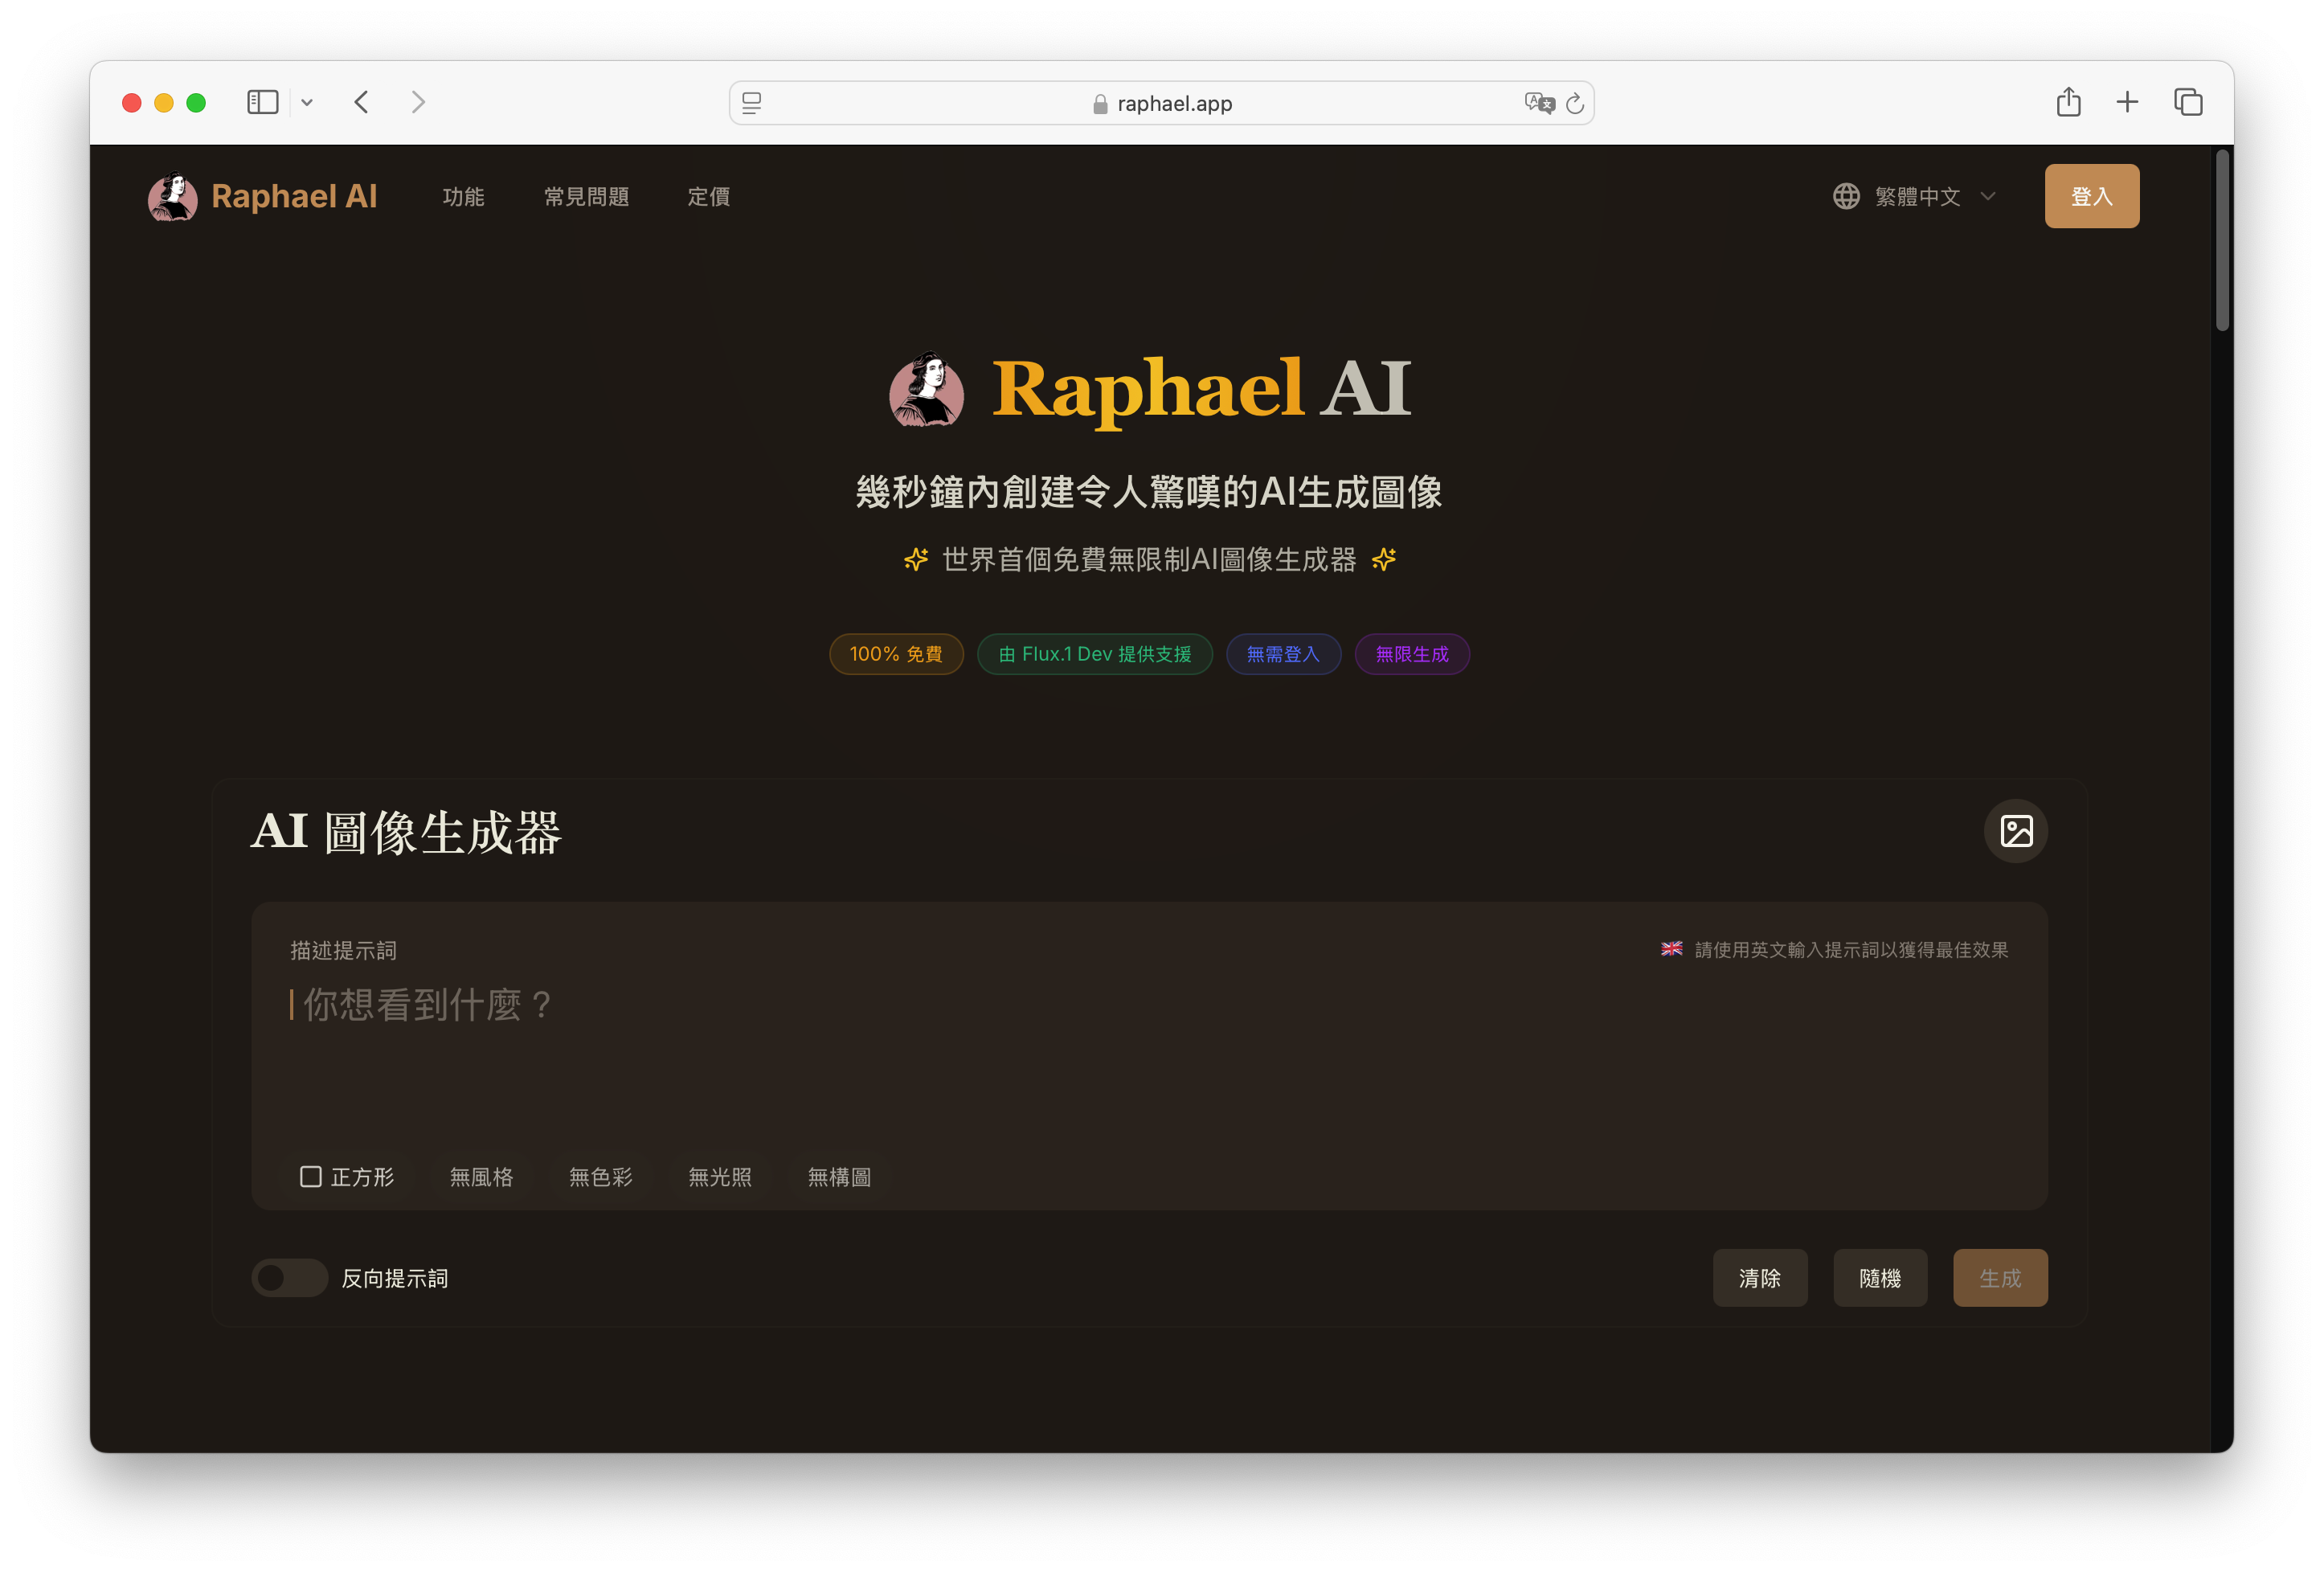 raphael.app
Raphael AI 功能 常見問題 定價 繁體中文 登入
Raphael AI
幾秒鐘內創建令人驚嘆的AI生成圖像
世界首個免費無限制AI圖像生成器
100% 免費 由 Flux.1 Dev 提供支援 無需登入 無限生成
AI 圖像生成器
描述提示詞 請使用英文輸入提示詞以獲得最佳效果
你想看到什麼？
正方形 無風格 無色彩 無光照 無構圖
反向提示詞 清除 隨機 生成